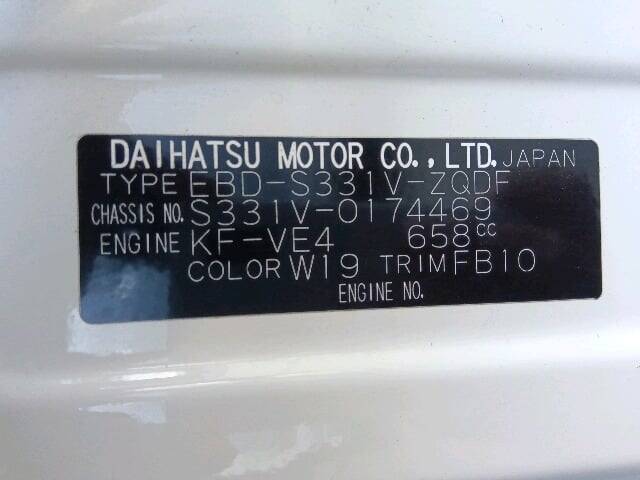 DAIHATSU MOTOR CO., LTD. JAPAN
TYPE EBD-S331V-ZQDF
CHASSIS NO. S331V-0174469
ENGINE KF-VE4 658CC
COLOR W19 TRIM FB10
ENGINE NO.